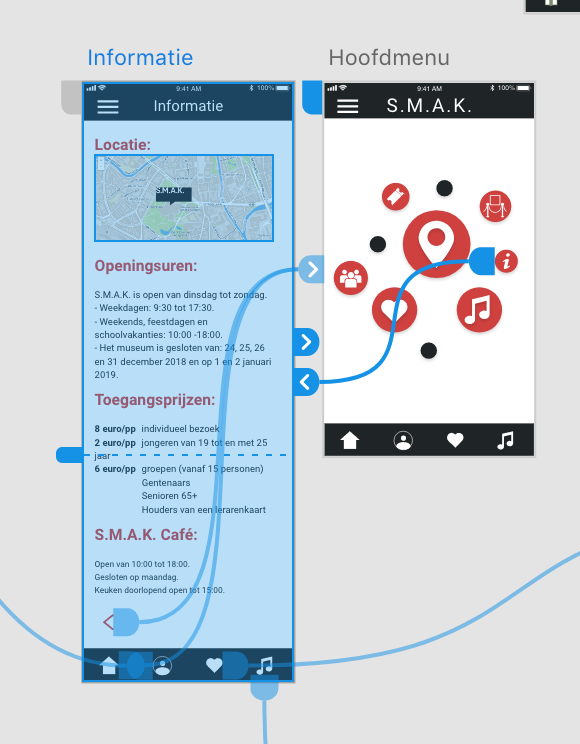 Informatie
Hoofdmenu
9:41 AM
100%
Informatie
9:41 AM
100%
S.M.A.K.
Locatie:
S.M.A.K.
Openingsuren:
S.M.A.K. is open van dinsdag tot zondag.
- Weekdagen: 9:30 tot 17:30.
- Weekends, feestdagen en
schoolvakanties: 10:00 -18:00.
- Het museum is gesloten van: 24, 25, 26
en 31 december 2018 en op 1 en 2 januari
2019.
Toegangsprijzen:
8 euro/pp individueel bezoek
2 euro/pp jongeren van 19 tot en met 25
jaar
6 euro/pp groepen (vanaf 15 personen)
Gentenaars
Senioren 65+
Houders van een lerarenkaart
S.M.A.K. Café:
Open van 10:00 tot 18:00.
Gesloten op maandag.
Keuken doorlopend open tot 15:00.